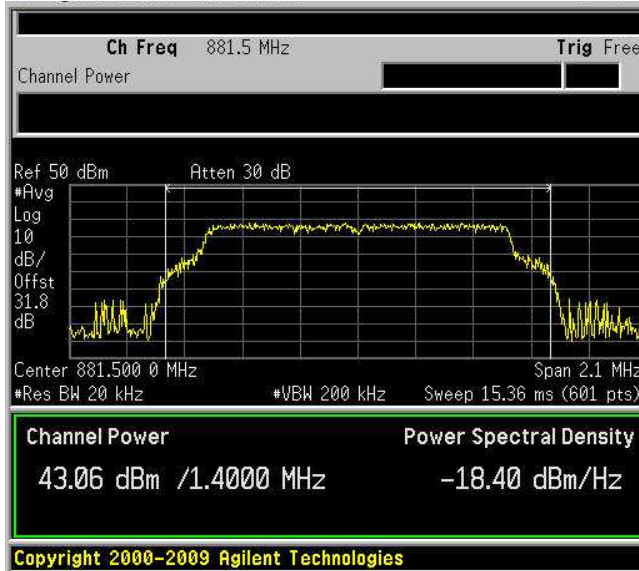 Ch Freq 881.5 MHz Trig Free
Channel Power
Ref 50 dBm Atten 30 dB
#Avg
Log
10
dB/
Offst
31.8
dB
Center 881.500 0 MHz Span 2.1 MHz
#Res BW 20 kHz #VBW 200 kHz Sweep 15.36 ms (601 pts)
Channel Power Power Spectral Density
43.06 dBm /1.4000 MHz -18.40 dBm/Hz
Copyright 2000-2009 Agilent Technologies